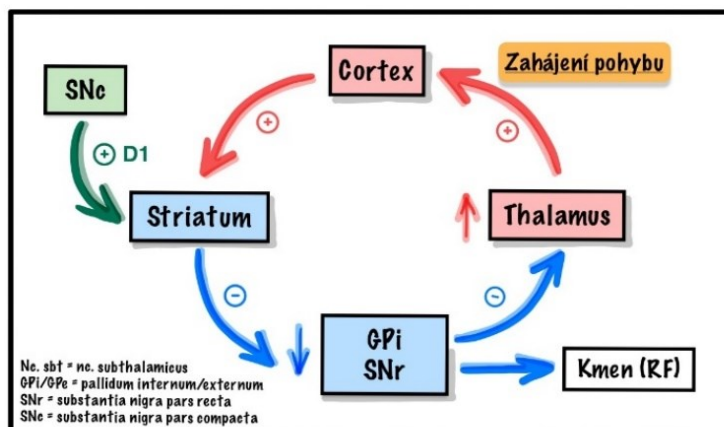 Cortex
Zahájení pohybu
SNc
+
+
+ D1
Striatum
Thalamus
−
−
GPi
SNr
Kmen (RF)
Nc. sbt = nc. subthalamicus
GPi/GPe = pallidum internum/externum
SNr = substantia nigra pars recta
SNc = substantia nigra pars compacta